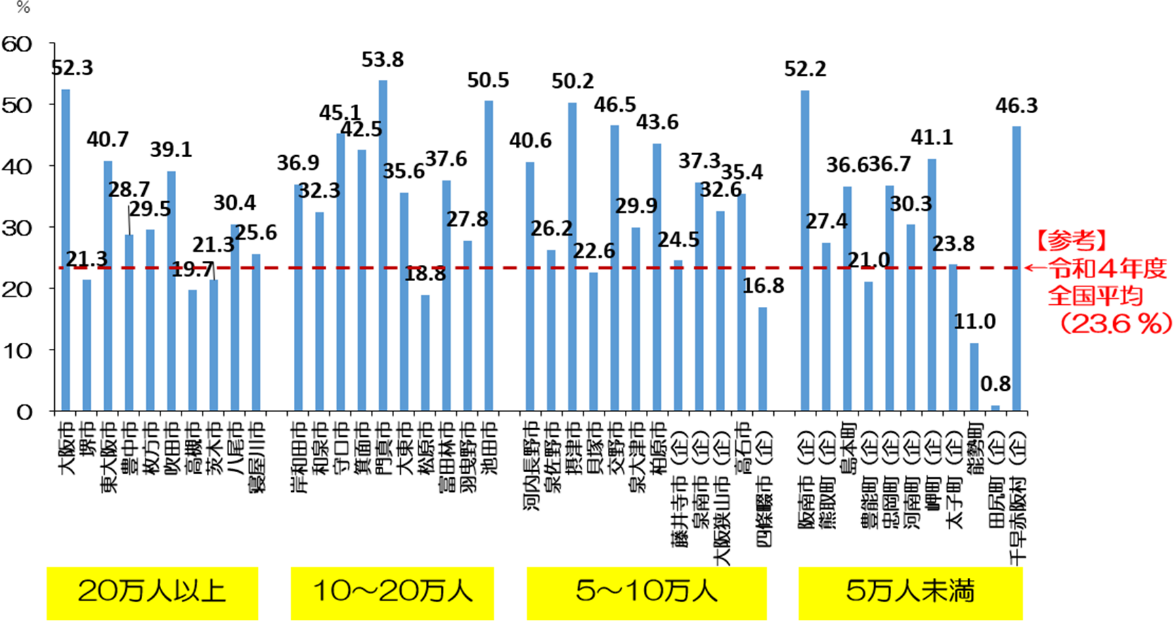 %
60
50
40
30
20
10
0
52.3
21.3
40.7
28.7
29.5
39.1
19.7
21.3
30.4
25.6
36.9
32.3
45.1
42.5
53.8
35.6
18.8
37.6
27.8
50.5
40.6
26.2
50.2
22.6
46.5
29.9
43.6
24.5
37.3
32.6
35.4
16.8
52.2
27.4
36.6
21.0
36.7
30.3
41.1
23.8
11.0
0.8
46.3
【参考】
←令和4年度
全国平均
（23.6％）
大阪市
堺市
東大阪市
豊中市
枚方市
吹田市
高槻市
茨木市
八尾市
寝屋川市
岸和田市
和泉市
守口市
箕面市
門真市
大東市
松原市
富田林市
羽曳野市
池田市
河内長野市
泉佐野市
摂津市
貝塚市
交野市
泉大津市
柏原市
藤井寺市（企）
泉南市（企）
大阪狭山市（企）
高石市
四條畷市（企）
阪南市（企）
熊取町（企）
島本町
豊能町（企）
忠岡町（企）
河南町（企）
岬町（企）
太子町（企）
能勢町
田尻町（企）
千早赤阪村（企）
20万人以上
10～20万人
5～10万人
5万人未満